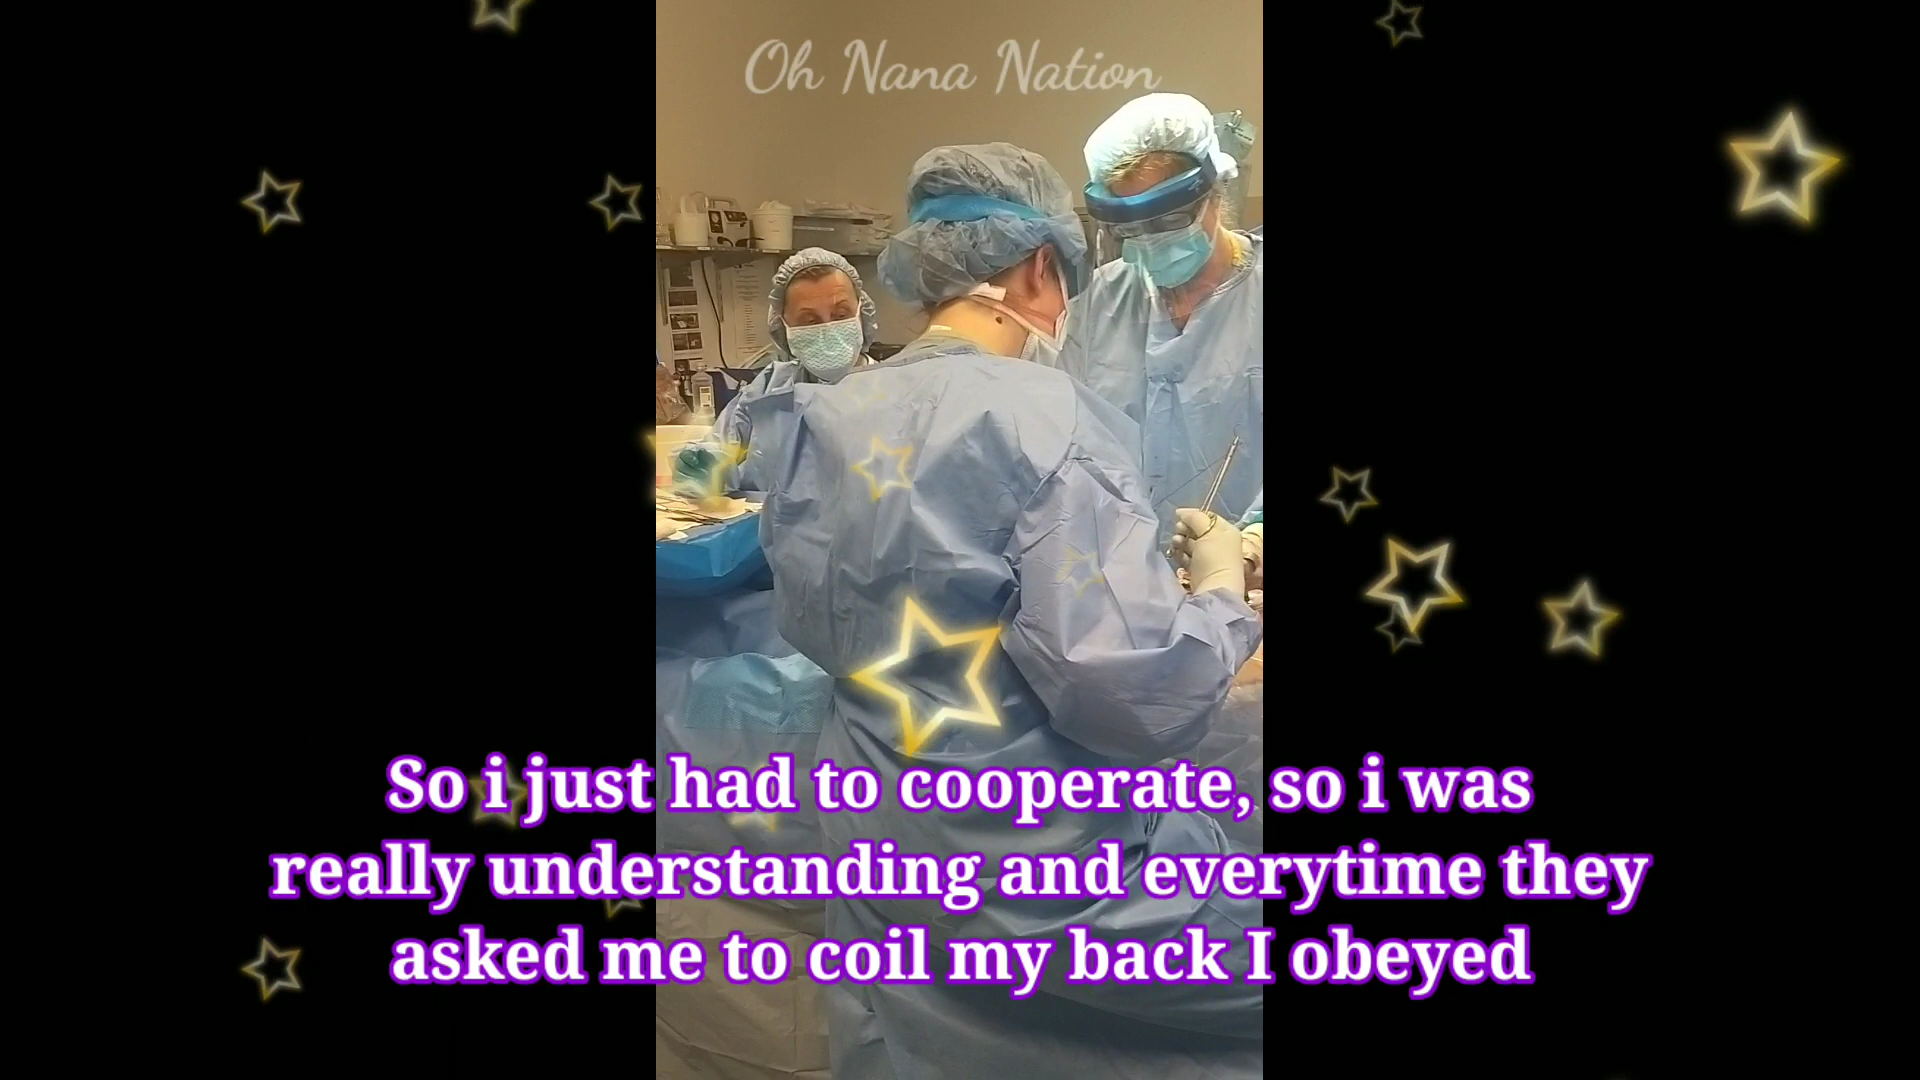 Oh Nana Nation
So i just had to cooperate, so i was
really understanding and everytime they
asked me to coil my back I obeyed